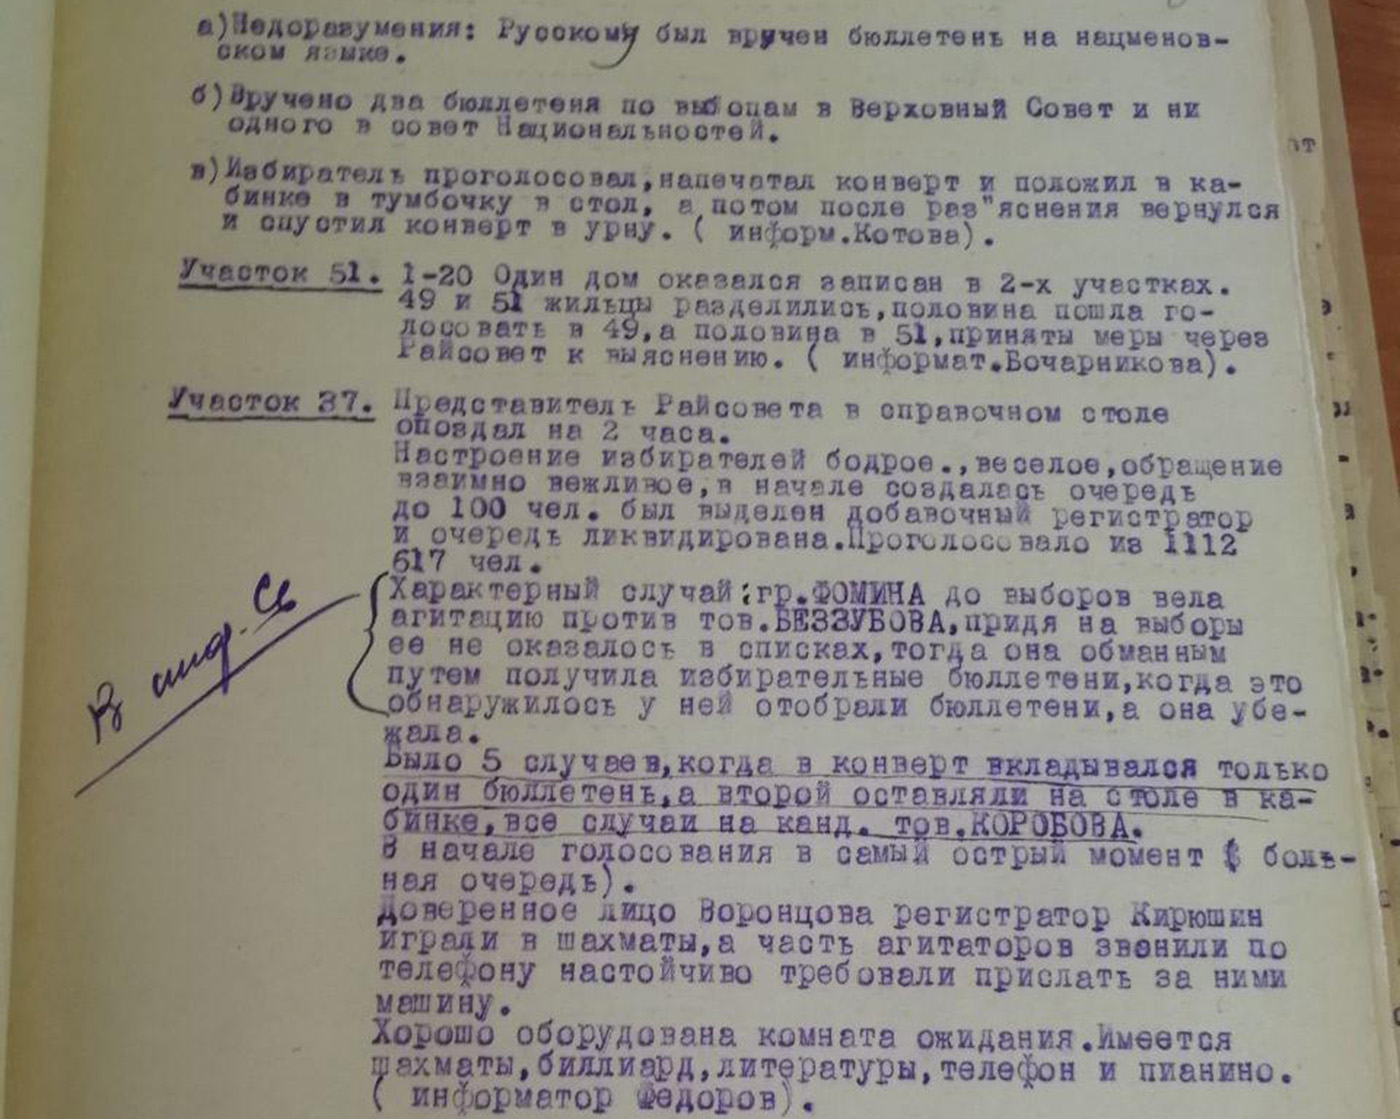 а)Недоразумения: Русскому был вручен бюллетень на нацменов-
ском языке.
б)Вручено два бюллетеня по выбопам в Верховный Совет и ни
одного в совет Национальностей.
в)Избиратель проголосовал,напечатал конверт и положил в ка-
бинке в тумбочку в стол, а потом после раз"яснения вернулся
и спустил конверт в урну. ( информ.Котова).
Участок 51. 1-20 Один дом оказался записан в 2-х участках.
49 и 51 жильцы разделились,половина пошла го-
лосовать в 49,а половина в 51,приняты меры через
Райсовет к выяснению. ( информат.Бочарникова).
Участок 37. Представитель Райсовета в справочном столе
опоздал на 2 часа.
Настроение избирателей бодрое.,веселое,обращение
взаимно вежливое,в начале создалась очередь
до 100 чел. был выделен добавочный регистратор
и очередь ликвидирована.Проголосовало из 1112
617 чел.
Характерный случай:гр.ФОМИНА до выборов вела
агитацию против тов.БЕЗЗУБОВА,придя на выборы
ее не оказалось в списках,тогда она обманным
путем получила избирательные бюллетени,когда это
обнаружилось у ней отобрали бюллетени,а она убе-
жала.
Было 5 случаев,когда в конверт вкладывался только
один бюллетень,а второй оставляли на столе в ка-
бинке,все случаи на канд. тов.КОРОБОВА.
В начале голосования в самый острый момент ( боль-
ная очередь).
Доверенное лицо Воронцова регистратор Кирюшин
играли в шахматы,а часть агитаторов звонили по
телефону настойчиво требовали прислать за ними
машину.
Хорошо оборудована комната ожидания.Имеется
шахматы,биллиард,литературы,телефон и пианино.
( информатор Федоров).